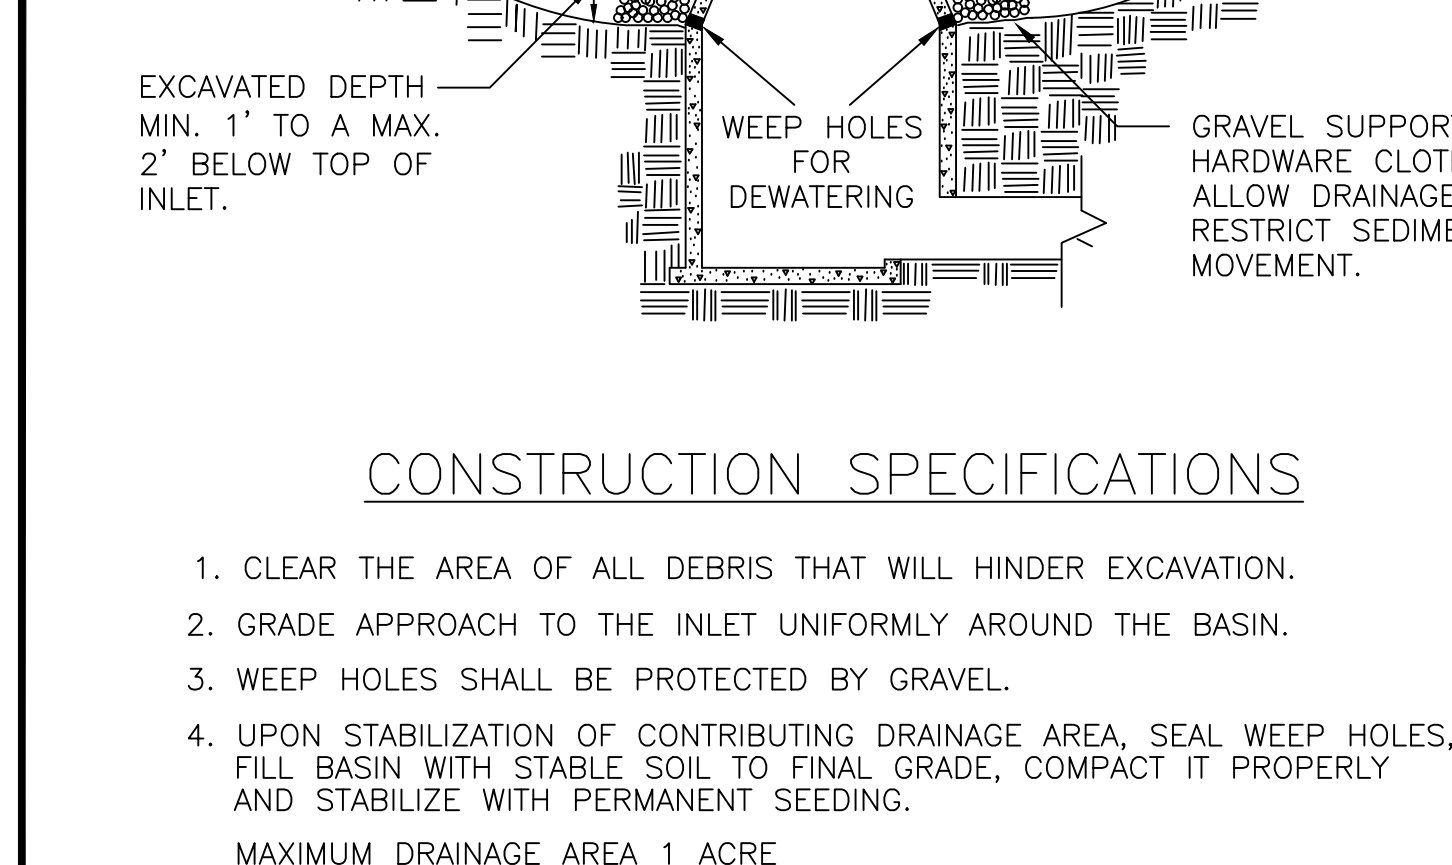 EXCAVATED DEPTH
MIN. 1' TO A MAX.
2' BELOW TOP OF
INLET.
WEEP HOLES
FOR
DEWATERING
GRAVEL
HARDWARE
ALLOW DRAINAGE
RESTRICT
MOVEMENT.
CONSTRUCTION SPECIFICATIONS
1. CLEAR THE AREA OF ALL DEBRIS THAT WILL HINDER EXCAVATION.
2. GRADE APPROACH TO THE INLET UNIFORMLY AROUND THE BASIN.
3. WEEP HOLES SHALL BE PROTECTED BY GRAVEL.
4. UPON STABILIZATION OF CONTRIBUTING DRAINAGE AREA, SEAL WEEP HOLES,
FILL BASIN WITH STABLE SOIL TO FINAL GRADE, COMPACT IT PROPERLY
AND STABILIZE WITH PERMANENT SEEDING.
MAXIMUM DRAINAGE AREA 1 ACRE